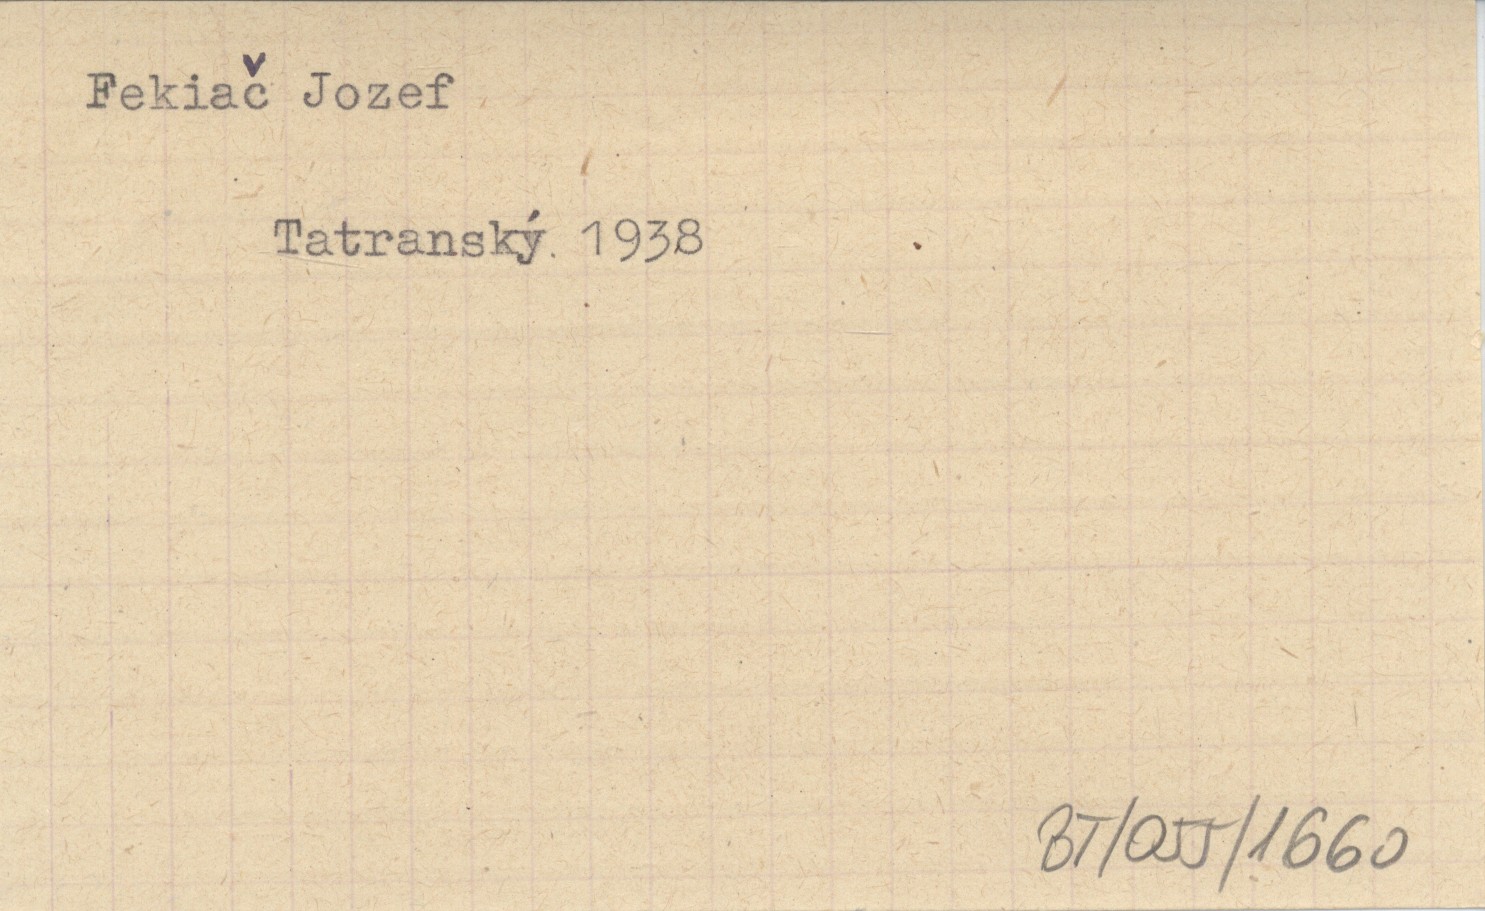 Fekiač Jozef
Tatranský. 1938
BT/OJJ/1660